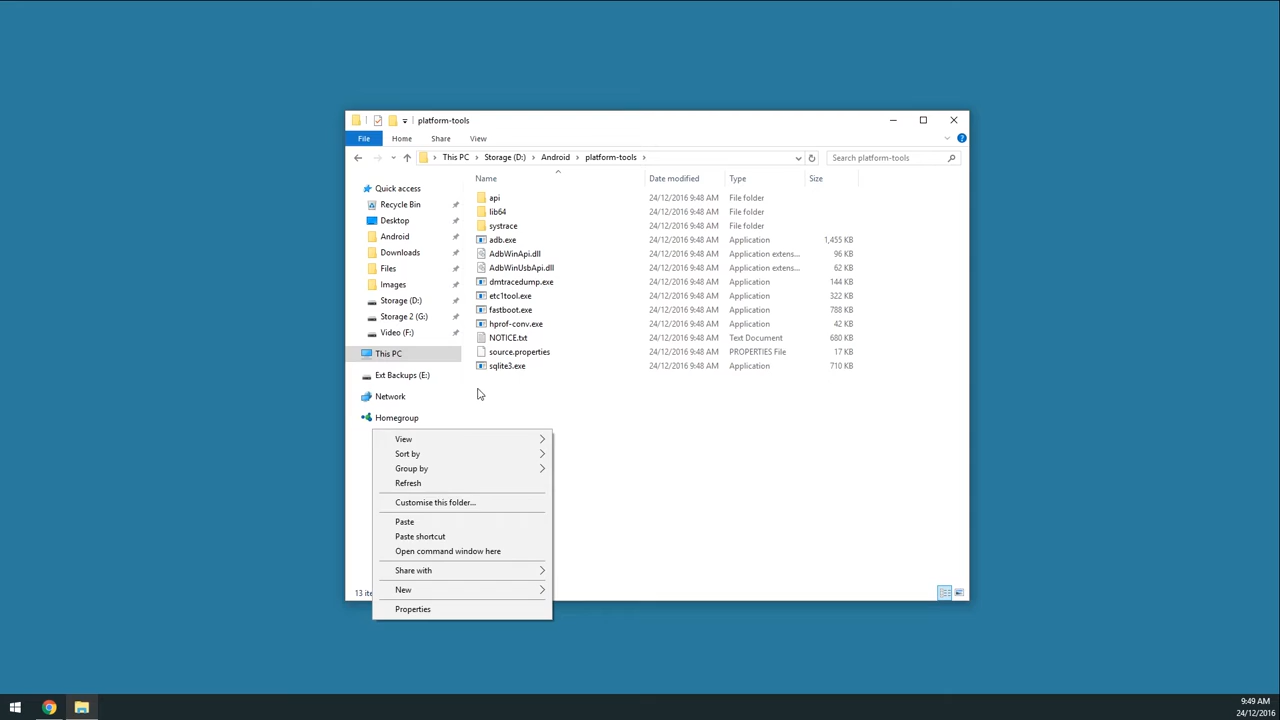 platform-tools
File Home Share View
This PC Storage (D:) Android platform-tools Search platform-tools
Name Date modified Type Size
Quick access
Recycle Bin
Desktop
Android
Downloads
Files
Images
Storage (D:)
Storage 2 (G:)
Video (F:)
This PC
Ext Backups (E:)
Network
Homegroup
api 24/12/2016 9:48 AM File folder
lib64 24/12/2016 9:48 AM File folder
systrace 24/12/2016 9:48 AM File folder
adb.exe 24/12/2016 9:48 AM Application 1,455 KB
AdbWinApi.dll 24/12/2016 9:48 AM Application extens... 96 KB
AdbWinUsbApi.dll 24/12/2016 9:48 AM Application extens... 62 KB
dmtracedump.exe 24/12/2016 9:48 AM Application 144 KB
etc1tool.exe 24/12/2016 9:48 AM Application 322 KB
fastboot.exe 24/12/2016 9:48 AM Application 788 KB
hprof-conv.exe 24/12/2016 9:48 AM Application 42 KB
NOTICE.txt 24/12/2016 9:48 AM Text Document 680 KB
source.properties 24/12/2016 9:48 AM PROPERTIES File 17 KB
sqlite3.exe 24/12/2016 9:48 AM Application 710 KB
View
Sort by
Group by
Refresh
Customise this folder...
Paste
Paste shortcut
Open command window here
Share with
New
Properties
13 ite
9:49 AM
24/12/2016